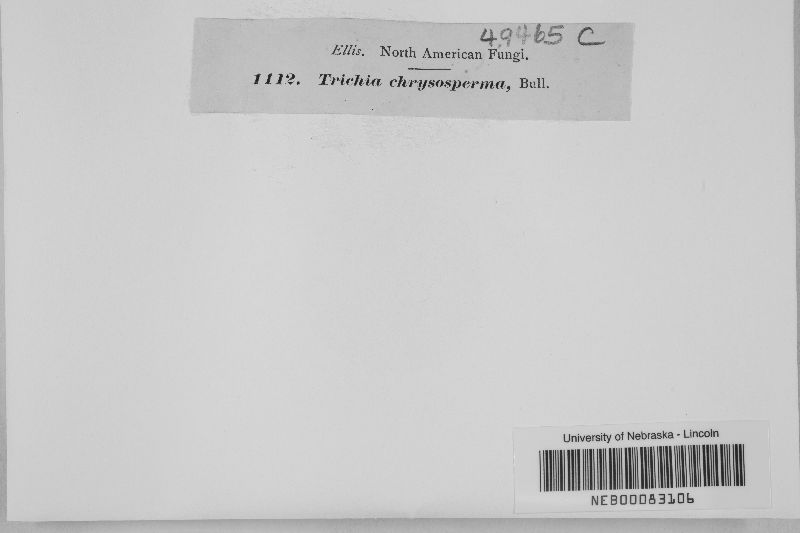 49465 C
Ellis. North American Fungi.
1112. Trichia chrysosperma, Bull.
University of Nebraska - Lincoln
NEB00083106